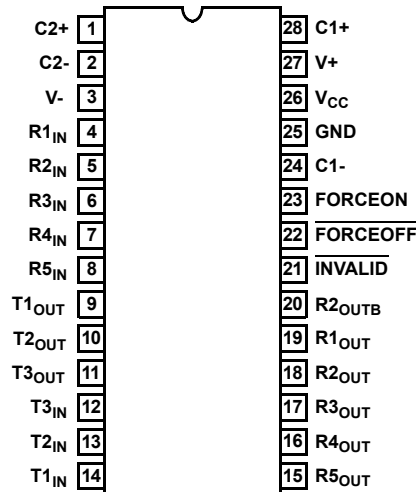 C2+ 1 28 C1+
C2- 2 27 V+
V- 3 26 VCC
R1IN 4 25 GND
R2IN 5 24 C1-
R3IN 6 23 FORCEON
R4IN 7 22 FORCEOFF
R5IN 8 21 INVALID
T1OUT 9 20 R2OUTB
T2OUT 10 19 R1OUT
T3OUT 11 18 R2OUT
T3IN 12 17 R3OUT
T2IN 13 16 R4OUT
T1IN 14 15 R5OUT